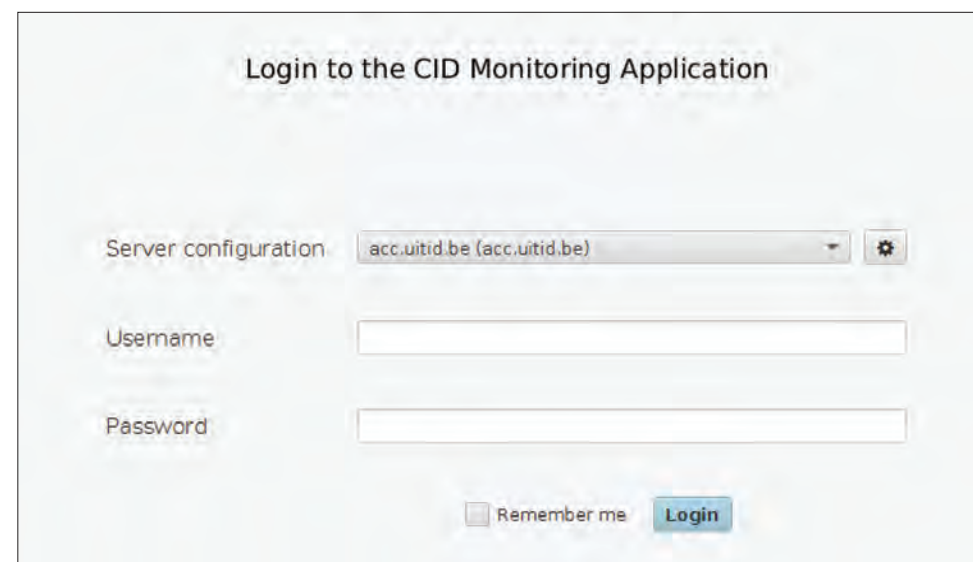 Login to the CID Monitoring Application
Server configuration acc.uitid.be (acc.uitid.be)
Username
Password
Remember me Login